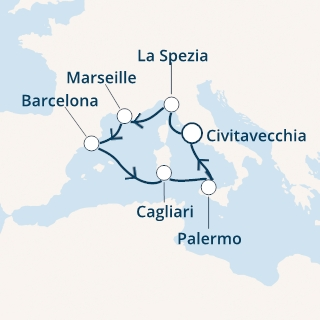 La Spezia
Marseille
Barcelona
Civitavecchia
Cagliari
Palermo